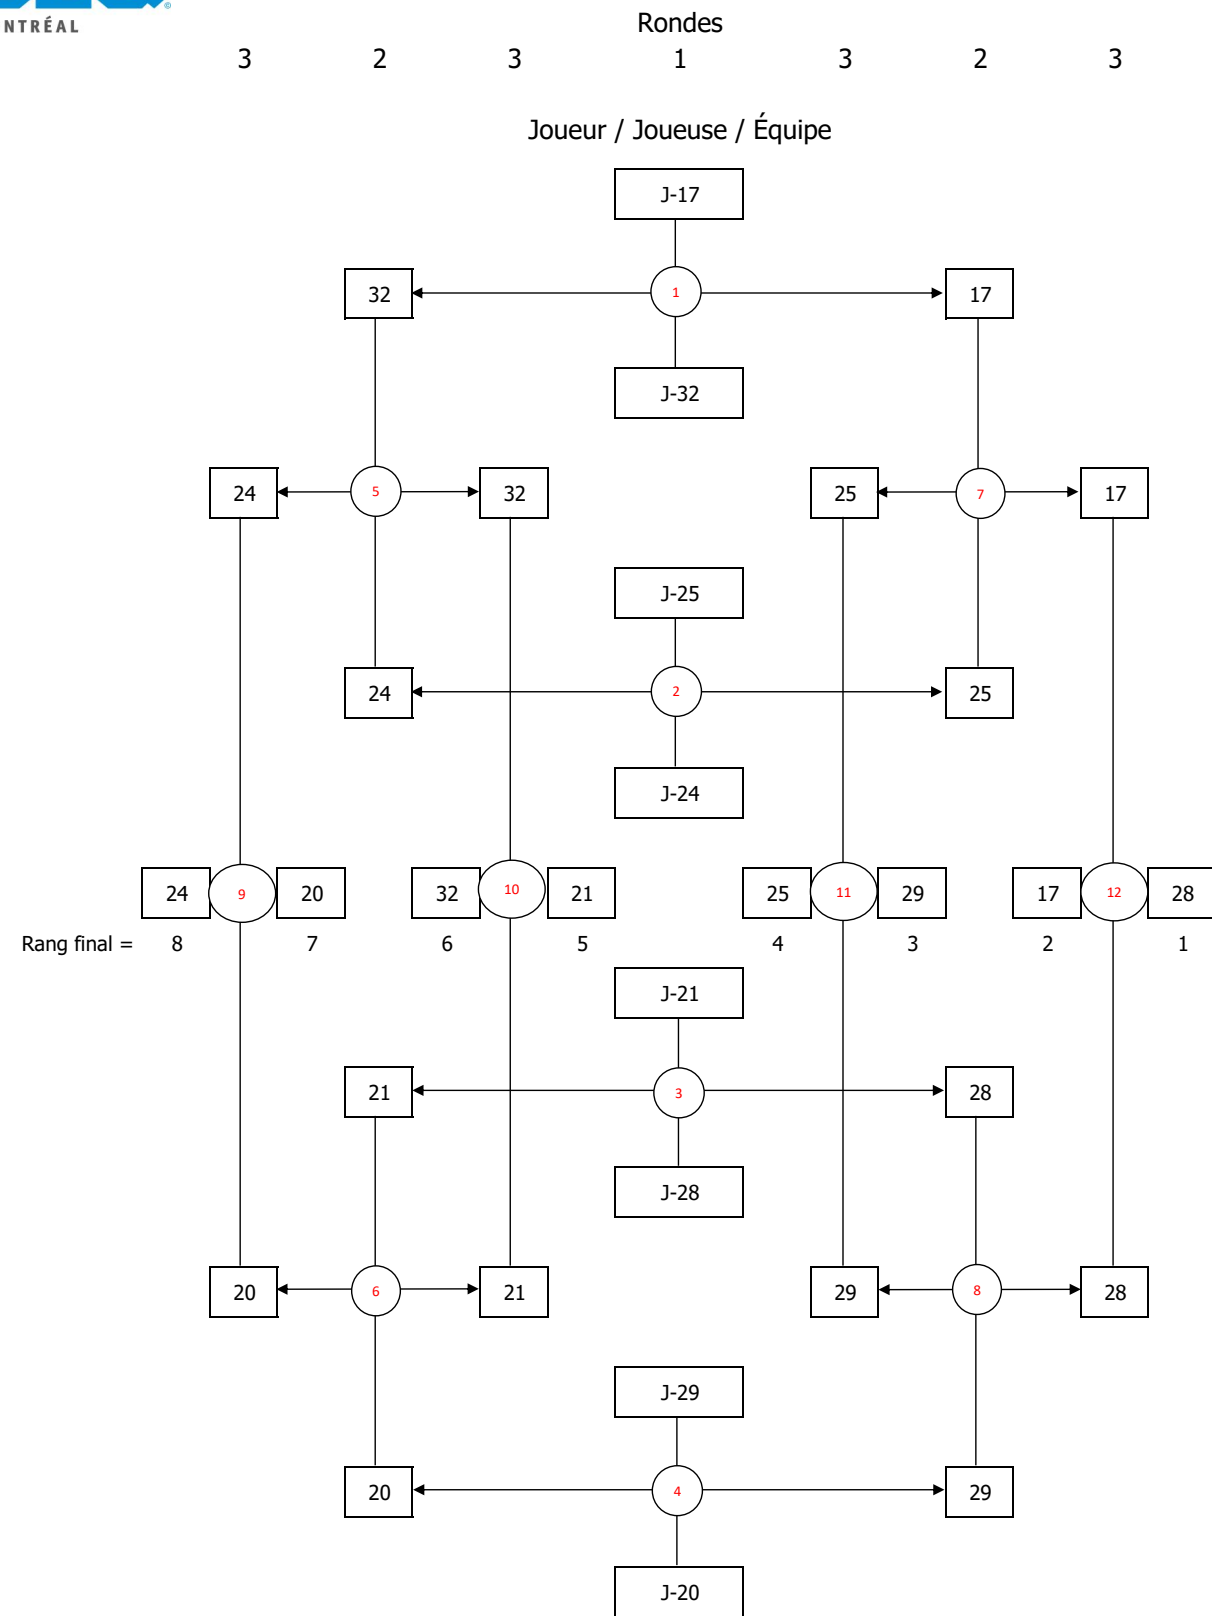 NTRÉAL
Rondes
3 2 3 1 3 2 3
Joueur / Joueuse / Équipe
J-17
32 1 17
J-32
24 5 32 25 7 17
J-25
24 2 25
J-24
24 9 20 32 10 21 25 11 29 17 12 28
Rang final = 8 7 6 5 4 3 2 1
J-21
21 3 28
J-28
20 6 21 29 8 28
J-29
20 4 29
J-20